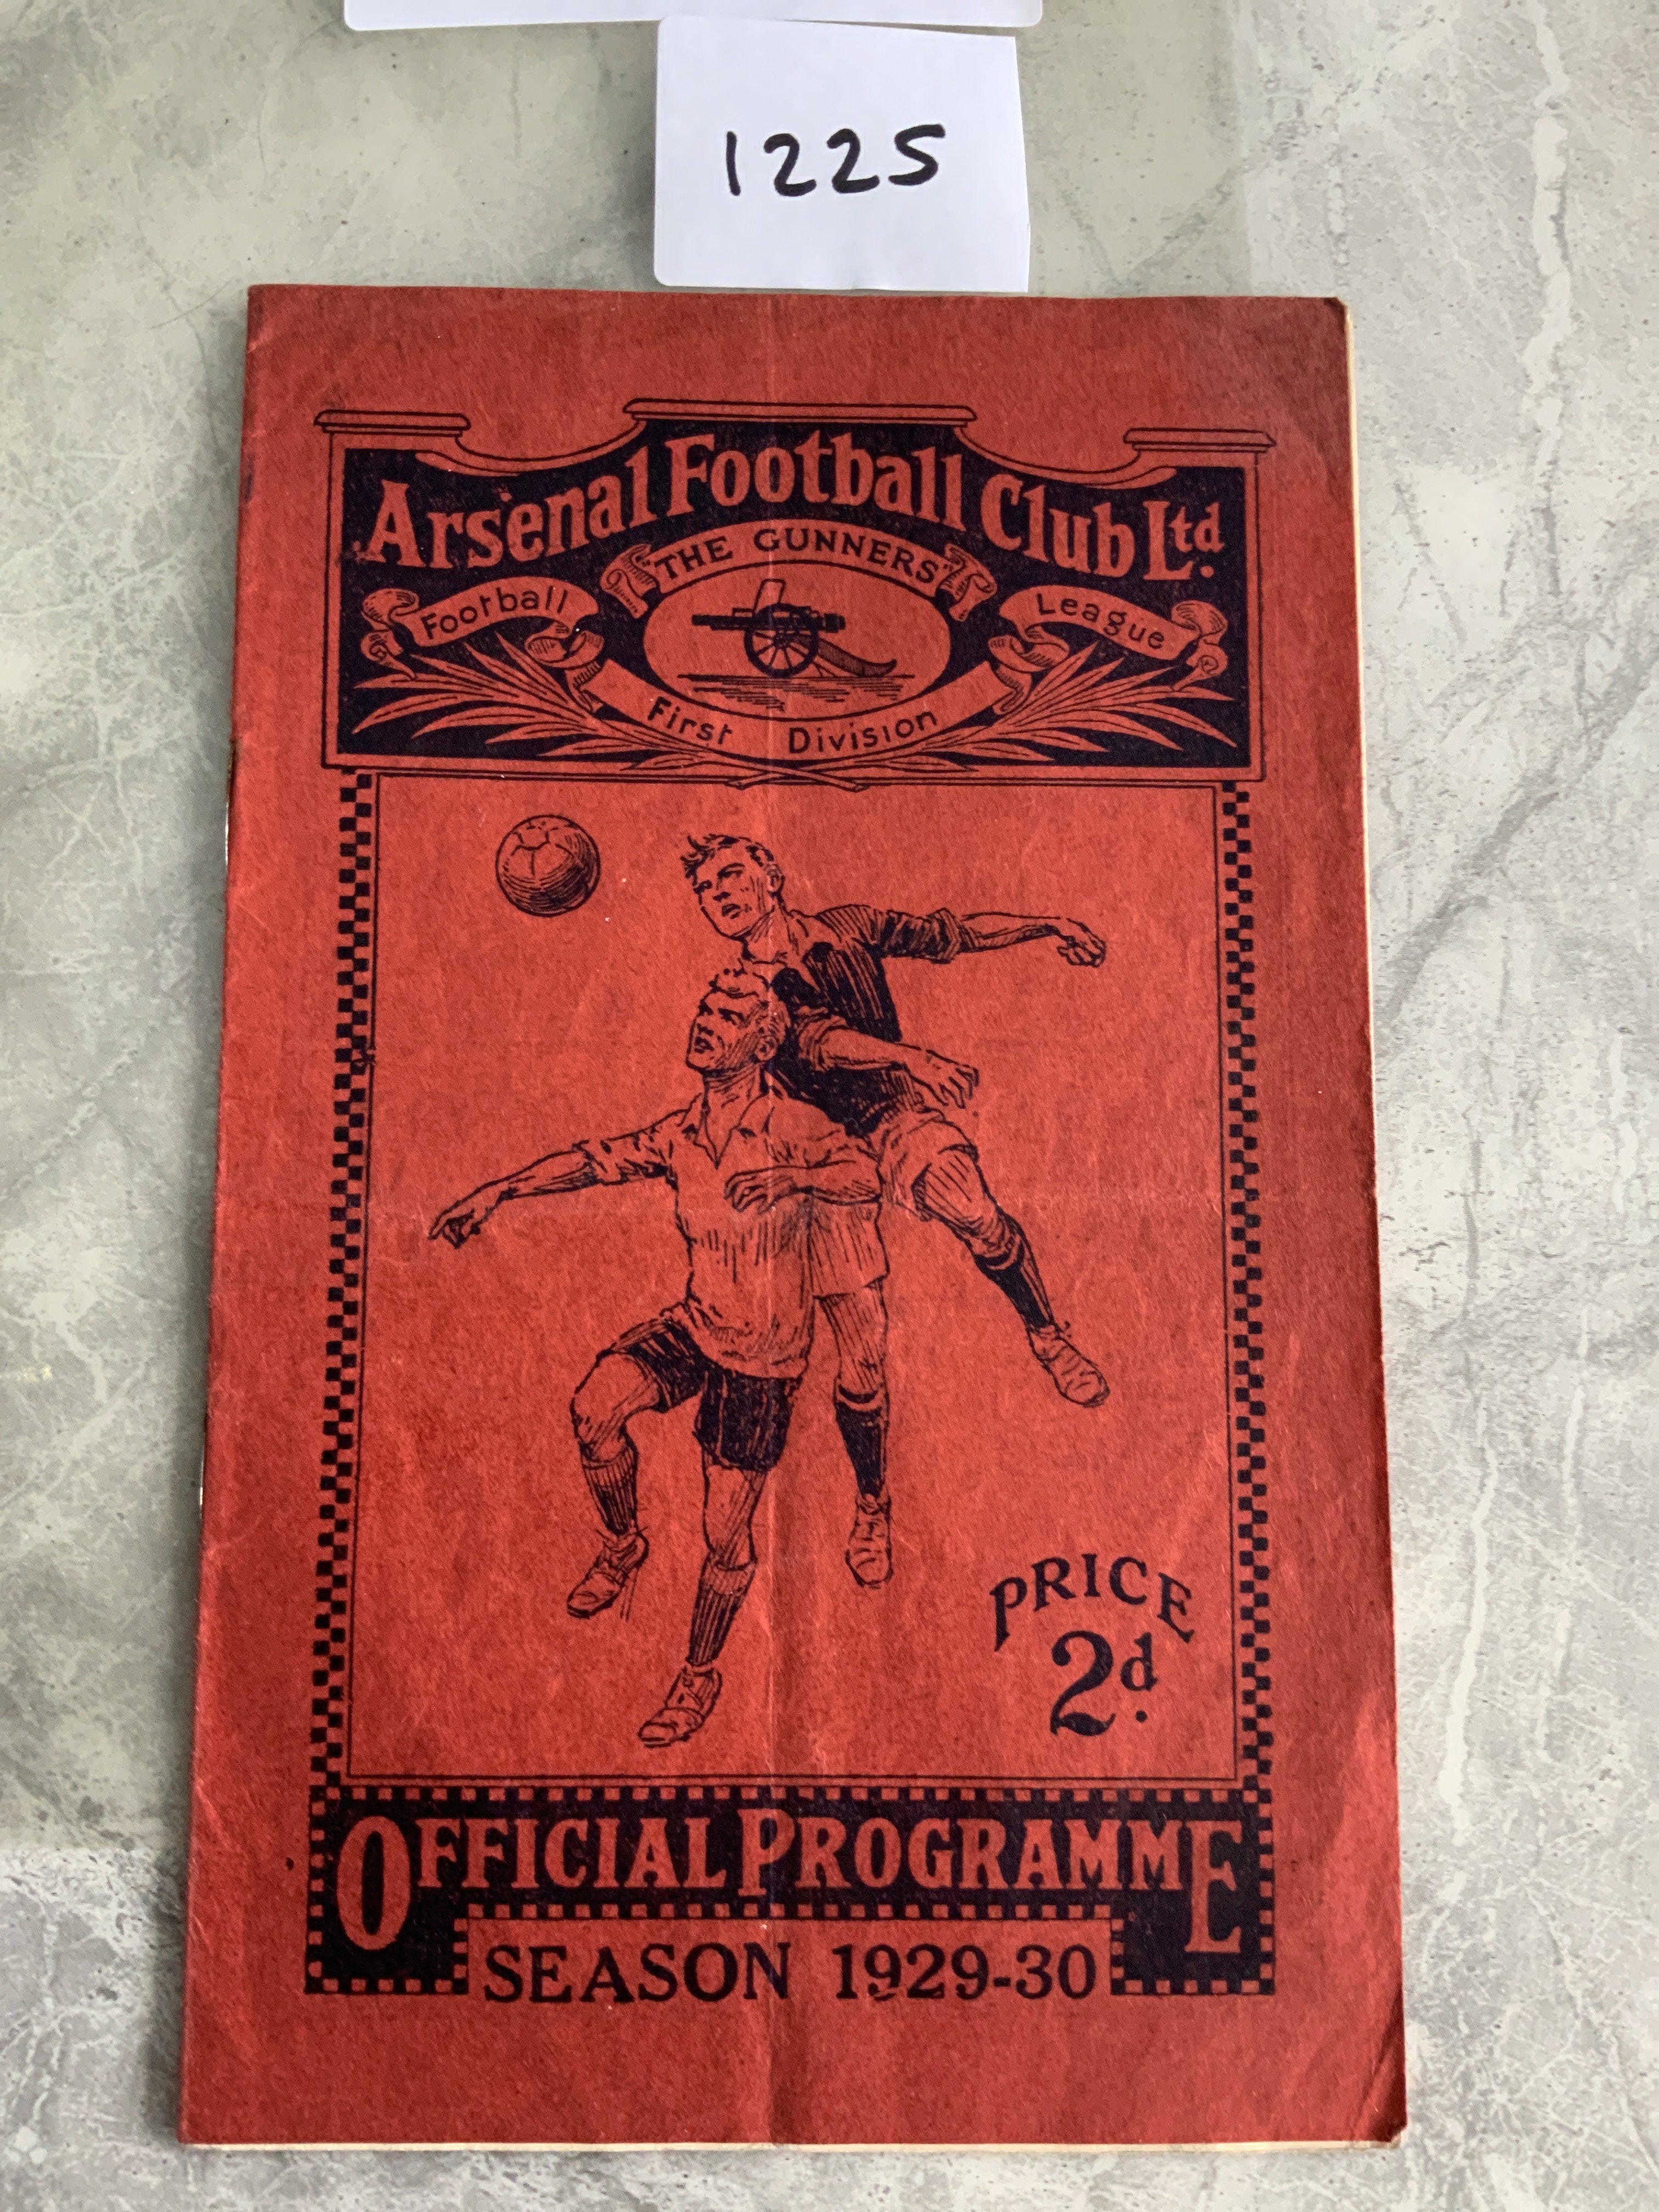 1225
Arsenal Football Club Ltd.
"THE GUNNERS"
Football League
First Division
PRICE
2d.
OFFICIAL PROGRAMME
SEASON 1929-30